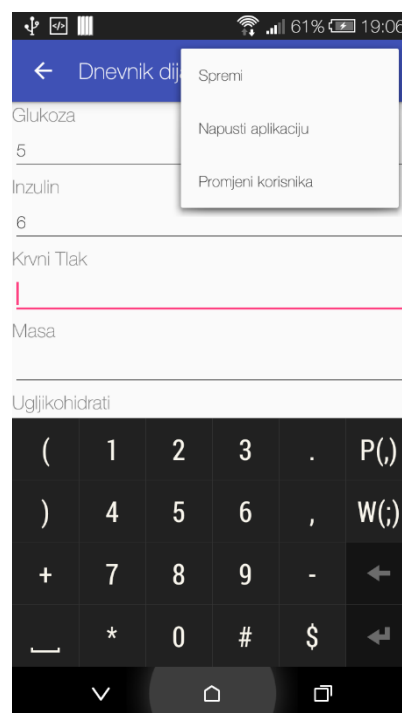 61% 19:06
Dnevnik dij
Spremi
Napusti aplikaciju
Promjeni korisnika
Glukoza
5
Inzulin
6
Krvni Tlak
Masa
Ugljikohidrati
( 1 2 3 . P(,)
) 4 5 6 , W(;)
+ 7 8 9 -
* 0 # $